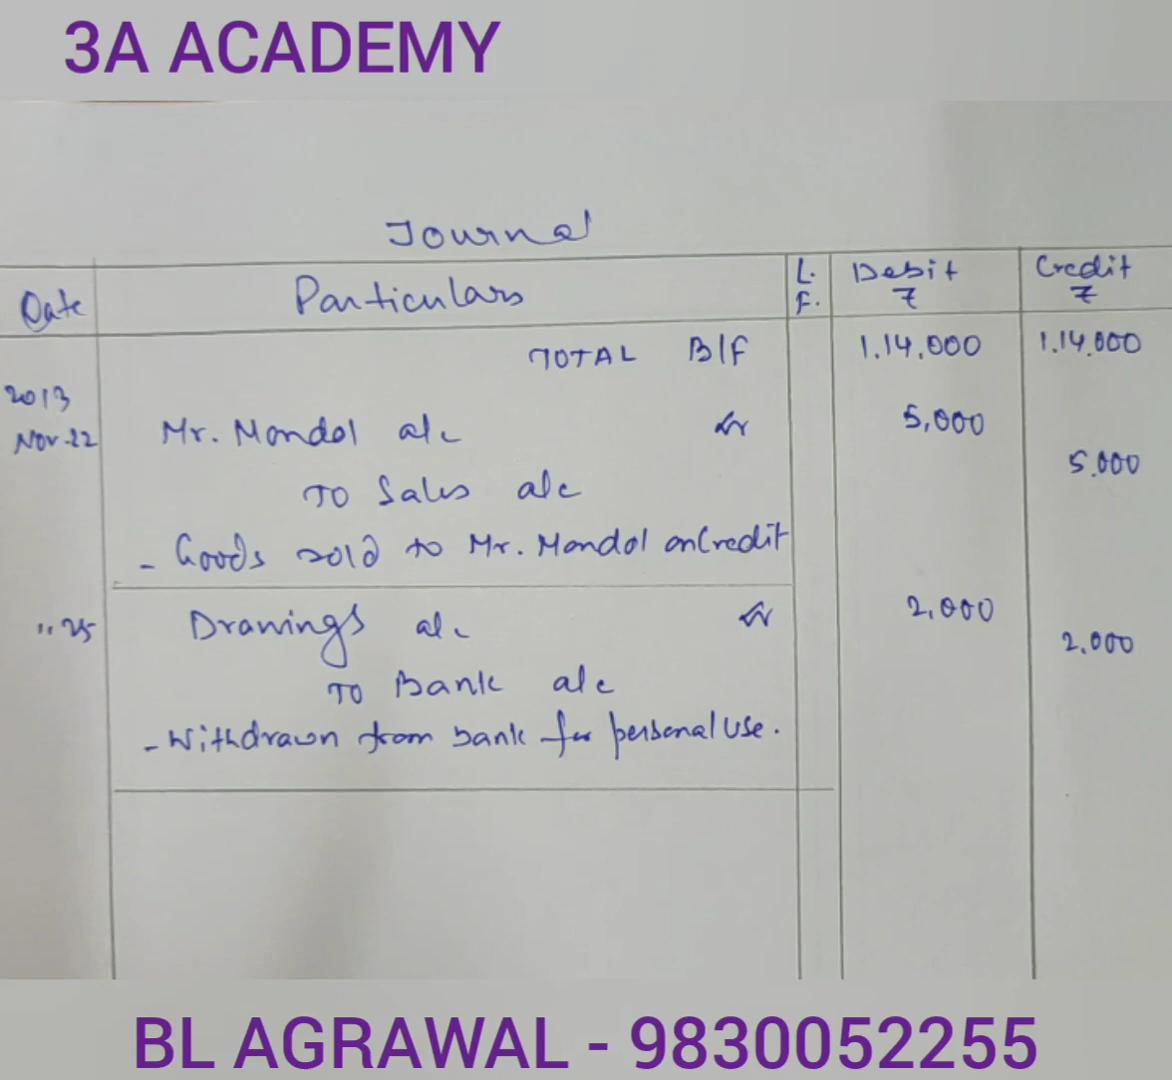 3A ACADEMY
Journal
Date Particulars L.F. Debit ₹ Credit ₹
TOTAL B/F 1,14,000 1,14,000
2013
Nov-22 Mr. Mondol a/c Dr 5,000
To Sales a/c 5,000
- Goods sold to Mr. Mondol on Credit
" 25 Drawings a/c Dr 2,000
To Bank a/c 2,000
- Withdrawn from bank for personal use.
BL AGRAWAL - 9830052255